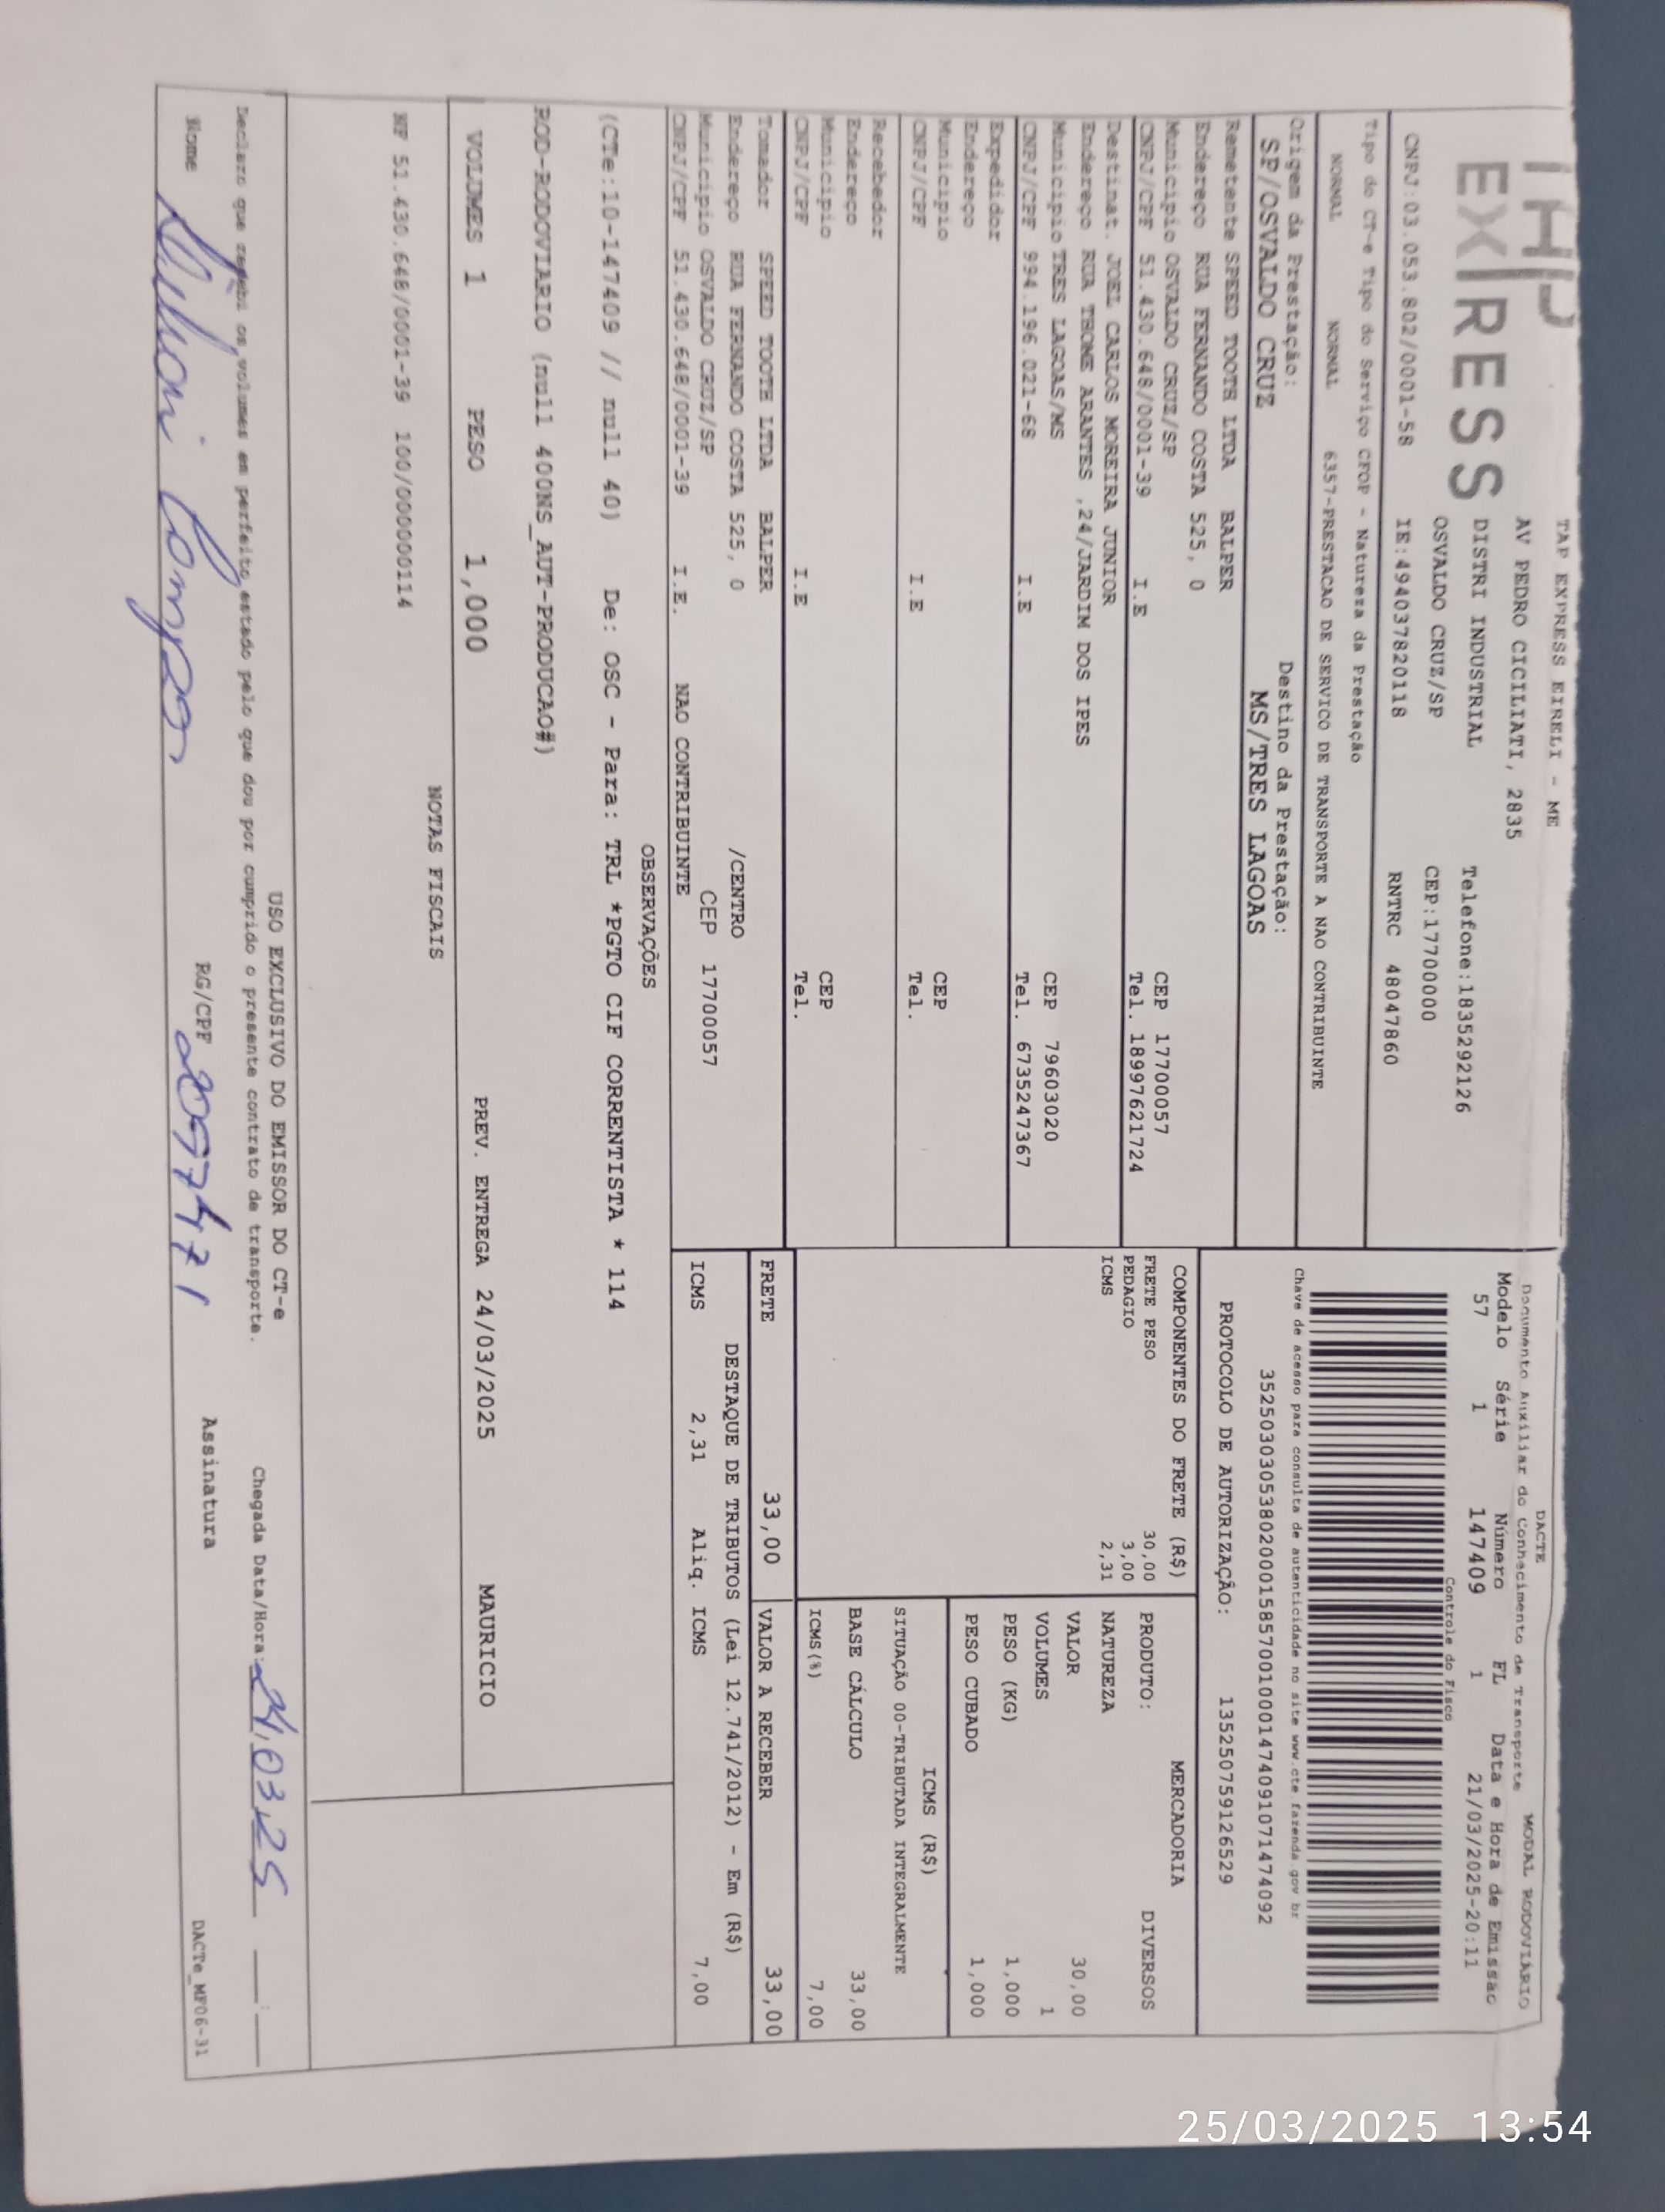 EXPRESS
TAP EXPRESS EIRELI - ME
AV PEDRO CICILIATI, 2835
DISTRI INDUSTRIAL Telefone:1835292126
OSVALDO CRUZ/SP CEP:17700000
CNPJ:03.053.802/0001-58 IE:494037820118 RNTRC 48047860
DACTE
Documento Auxiliar do Conhecimento de Transporte MODAL RODOVIARIO
Modelo Série Número FL Data e Hora de Emissão
57 1 147409 1 21/03/2025-20:11
Controle do Fisco
Tipo do CT-e Tipo do Serviço CFOP - Natureza da Prestação
NORMAL NORMAL 6357-PRESTACAO DE SERVICO DE TRANSPORTE A NAO CONTRIBUINTE
Chave de acesso para consulta de autenticidade no site www.cte.fazenda.gov br
35250303053802000158570010001474091071474092
Origem da Prestação: Destino da Prestação:
SP/OSVALDO CRUZ MS/TRES LAGOAS
PROTOCOLO DE AUTORIZAÇÃO: 135250759126529
Remetente SPEED TOOTH LTDA BALPER
Endereço RUA FERNANDO COSTA 525, 0
Municipio OSVALDO CRUZ/SP CEP 17700057
CNPJ/CPF 51.430.648/0001-39 I.E Tel. 18997621724
Destinat. JOEL CARLOS MOREIRA JUNIOR
Endereço RUA THOME ARANTES ,24/JARDIM DOS IPES
Municipio TRES LAGOAS/MS CEP 79603020
CNPJ/CPF 994.196.021-68 I.E Tel. 6735247367
Expedidor
Endereço
Municipio CEP
CNPJ/CPF I.E Tel.
Recebedor
Endereco
Municipio CEP
CNPJ/CPF I.E Tel.
COMPONENTES DO FRETE (R$)
FRETE PESO 30,00
PEDAGIO 3,00
ICMS 2,31
MERCADORIA
PRODUTO: DIVERSOS
NATUREZA
VALOR 30,00
VOLUMES 1
PESO (KG) 1,000
PESO CUBADO 1,000
ICMS (R$)
SITUAÇÃO 00-TRIBUTADA INTEGRALMENTE
BASE CÁLCULO 33,00
ICMS(%) 7,00
Tomador SPEED TOOTH LTDA BALPER
Endereço RUA FERNANDO COSTA 525, 0 /CENTRO
Municipio OSVALDO CRUZ/SP CEP 17700057
CNPJ/CPF 51.430.648/0001-39 I.E. NAO CONTRIBUINTE
FRETE 33,00 VALOR A RECEBER 33,00
DESTAQUE DE TRIBUTOS (Lei 12.741/2012) - Em (R$)
ICMS 2,31 Aliq. ICMS 7,00
OBSERVAÇÕES
(CTe:10-147409 // null 40) De: OSC - Para: TRL *PGTO CIF CORRENTISTA * 114
ROD-RODOVIARIO (null 400NS_AUT-PRODUCAO#)
VOLUMES 1 PESO 1,000 PREV. ENTREGA 24/03/2025 MAURICIO
NOTAS FISCAIS
NF 51.430.648/0001-39 100/000000114
USO EXCLUSIVO DO EMISSOR DO CT-e
Declaro que recebi os volumes em perfeito estado pelo que dou por cumprido o presente contrato de transporte. Chegada Data/Hora: 24/03/25
Nome RG/CPF Assinatura
DACTe_MF06-31
25/03/2025 13:54